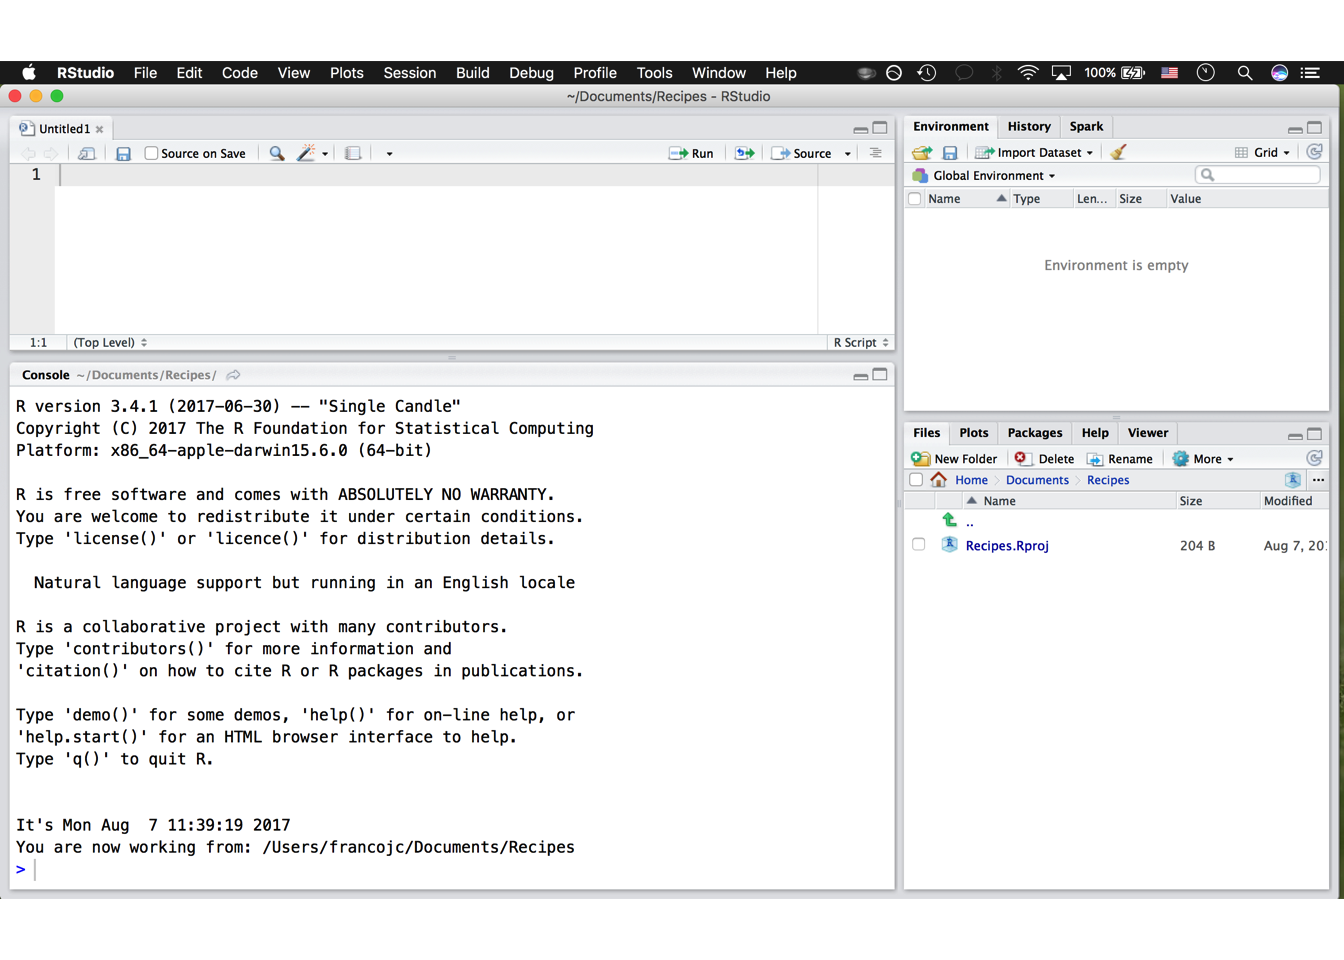 RStudio File Edit Code View Plots Session Build Debug Profile Tools Window Help 100%
~/Documents/Recipes - RStudio
Untitled1
Source on Save Run Source
1
1:1 (Top Level) R Script
Console ~/Documents/Recipes/
R version 3.4.1 (2017-06-30) -- "Single Candle"
Copyright (C) 2017 The R Foundation for Statistical Computing
Platform: x86_64-apple-darwin15.6.0 (64-bit)
R is free software and comes with ABSOLUTELY NO WARRANTY.
You are welcome to redistribute it under certain conditions.
Type 'license()' or 'licence()' for distribution details.
Natural language support but running in an English locale
R is a collaborative project with many contributors.
Type 'contributors()' for more information and
'citation()' on how to cite R or R packages in publications.
Type 'demo()' for some demos, 'help()' for on-line help, or
'help.start()' for an HTML browser interface to help.
Type 'q()' to quit R.
It's Mon Aug  7 11:39:19 2017
You are now working from: /Users/francojc/Documents/Recipes
>
Environment History Spark
Import Dataset Grid
Global Environment
Name Type Len... Size Value
Environment is empty
Files Plots Packages Help Viewer
New Folder Delete Rename More
Home Documents Recipes ...
Name Size Modified
..
Recipes.Rproj 204 B Aug 7, 20